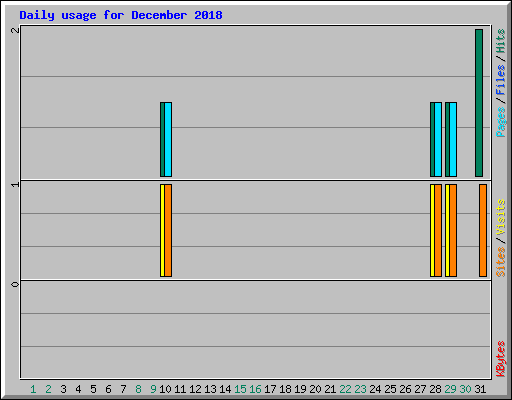 Daily usage for December 2018
2
1
0
Pages / Files / Hits
Sites / Visits
KBytes
1 2 3 4 5 6 7 8 9 10 11 12 13 14 15 16 17 18 19 20 21 22 23 24 25 26 27 28 29 30 31